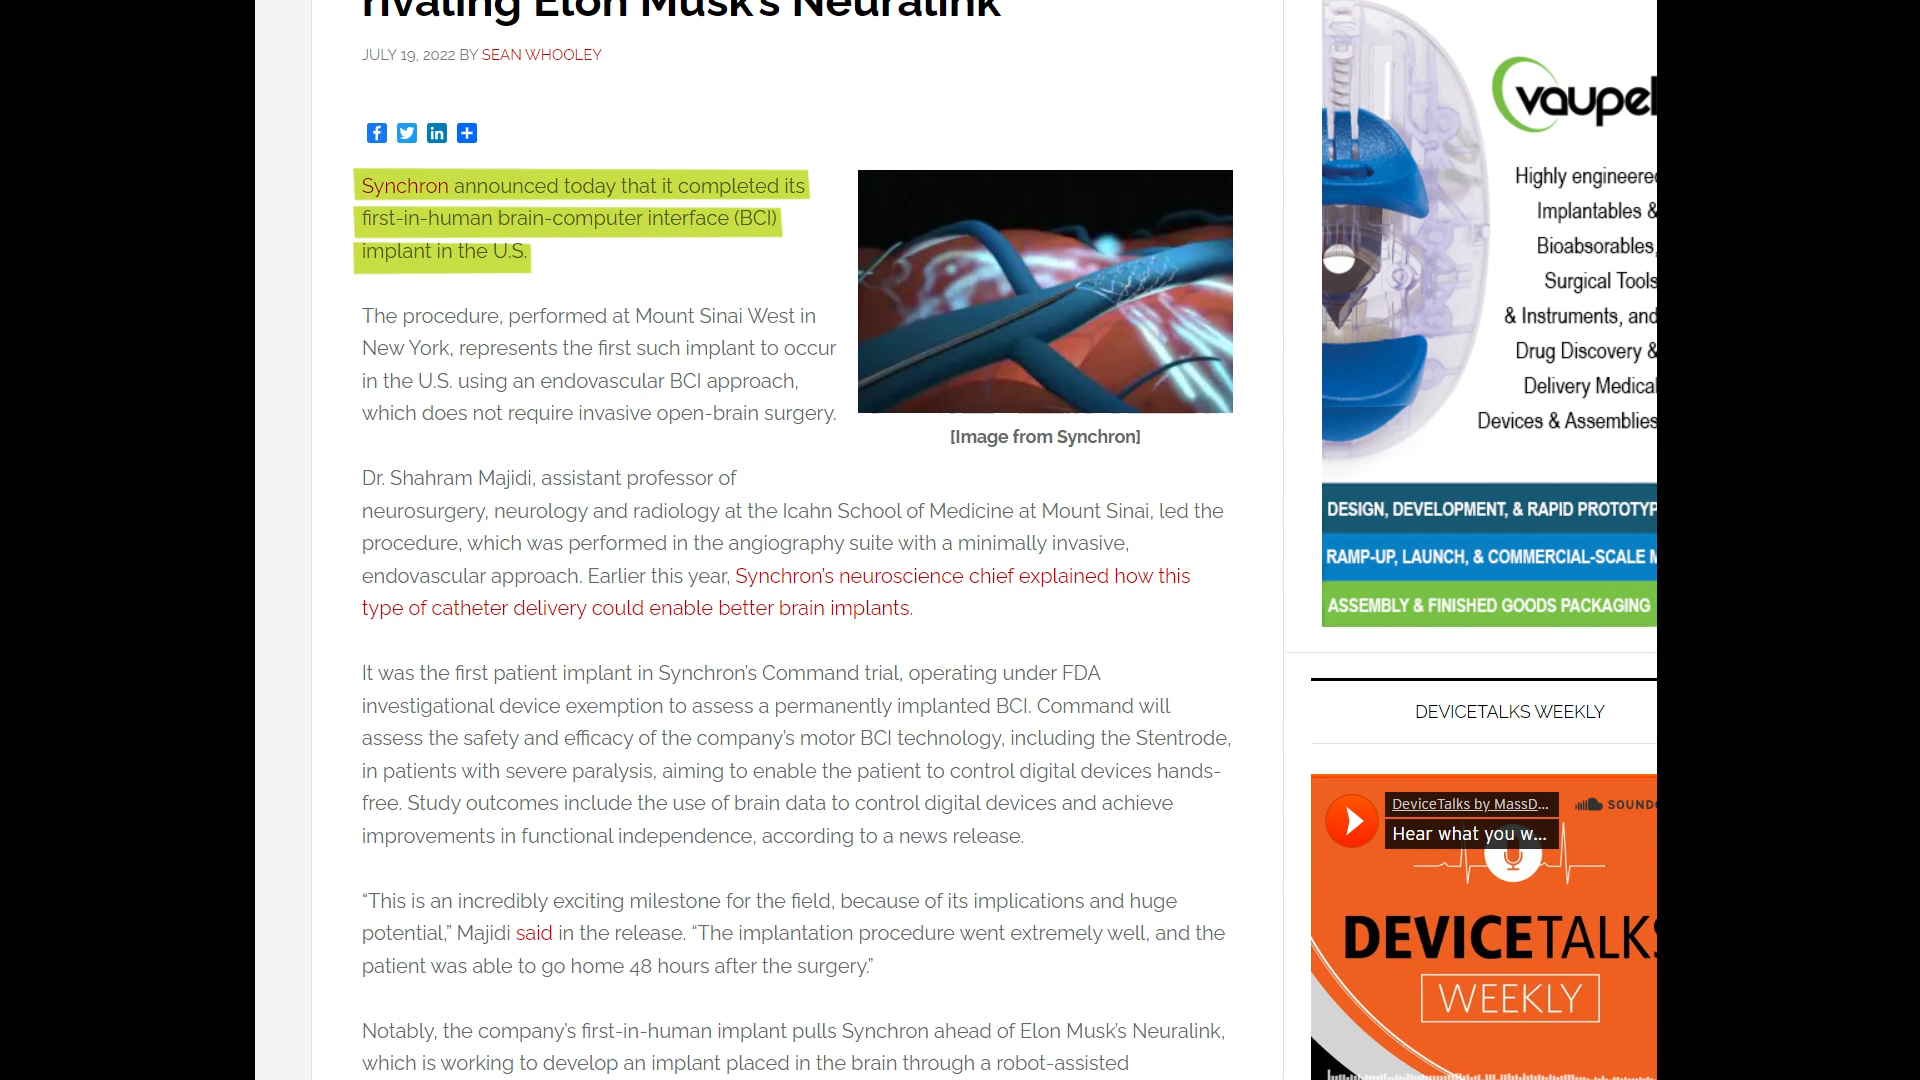 rivaling Elon Musk's Neuralink
JULY 19, 2022 BY SEAN WHOOLEY
Synchron announced today that it completed its
first-in-human brain-computer interface (BCI)
implant in the U.S.
[Image from Synchron]
The procedure, performed at Mount Sinai West in
New York, represents the first such implant to occur
in the U.S. using an endovascular BCI approach,
which does not require invasive open-brain surgery.
Dr. Shahram Majidi, assistant professor of
neurosurgery, neurology and radiology at the Icahn School of Medicine at Mount Sinai, led the
procedure, which was performed in the angiography suite with a minimally invasive,
endovascular approach. Earlier this year, Synchron’s neuroscience chief explained how this
type of catheter delivery could enable better brain implants.
It was the first patient implant in Synchron’s Command trial, operating under FDA
investigational device exemption to assess a permanently implanted BCI. Command will
assess the safety and efficacy of the company’s motor BCI technology, including the Stentrode,
in patients with severe paralysis, aiming to enable the patient to control digital devices hands-
free. Study outcomes include the use of brain data to control digital devices and achieve
improvements in functional independence, according to a news release.
“This is an incredibly exciting milestone for the field, because of its implications and huge
potential,” Majidi said in the release. “The implantation procedure went extremely well, and the
patient was able to go home 48 hours after the surgery.”
Notably, the company’s first-in-human implant pulls Synchron ahead of Elon Musk’s Neuralink,
which is working to develop an implant placed in the brain through a robot-assisted
vaupel
Highly engineered
Implantables &
Bioabsorables,
Surgical Tools
& Instruments, and
Drug Discovery &
Delivery Medical
Devices & Assemblies
DESIGN, DEVELOPMENT, & RAPID PROTOTYP
RAMP-UP, LAUNCH, & COMMERCIAL-SCALE M
ASSEMBLY & FINISHED GOODS PACKAGING
DEVICETALKS WEEKLY
DeviceTalks by MassD...
SOUND
Hear what you w...
DEVICETALKS
WEEKLY